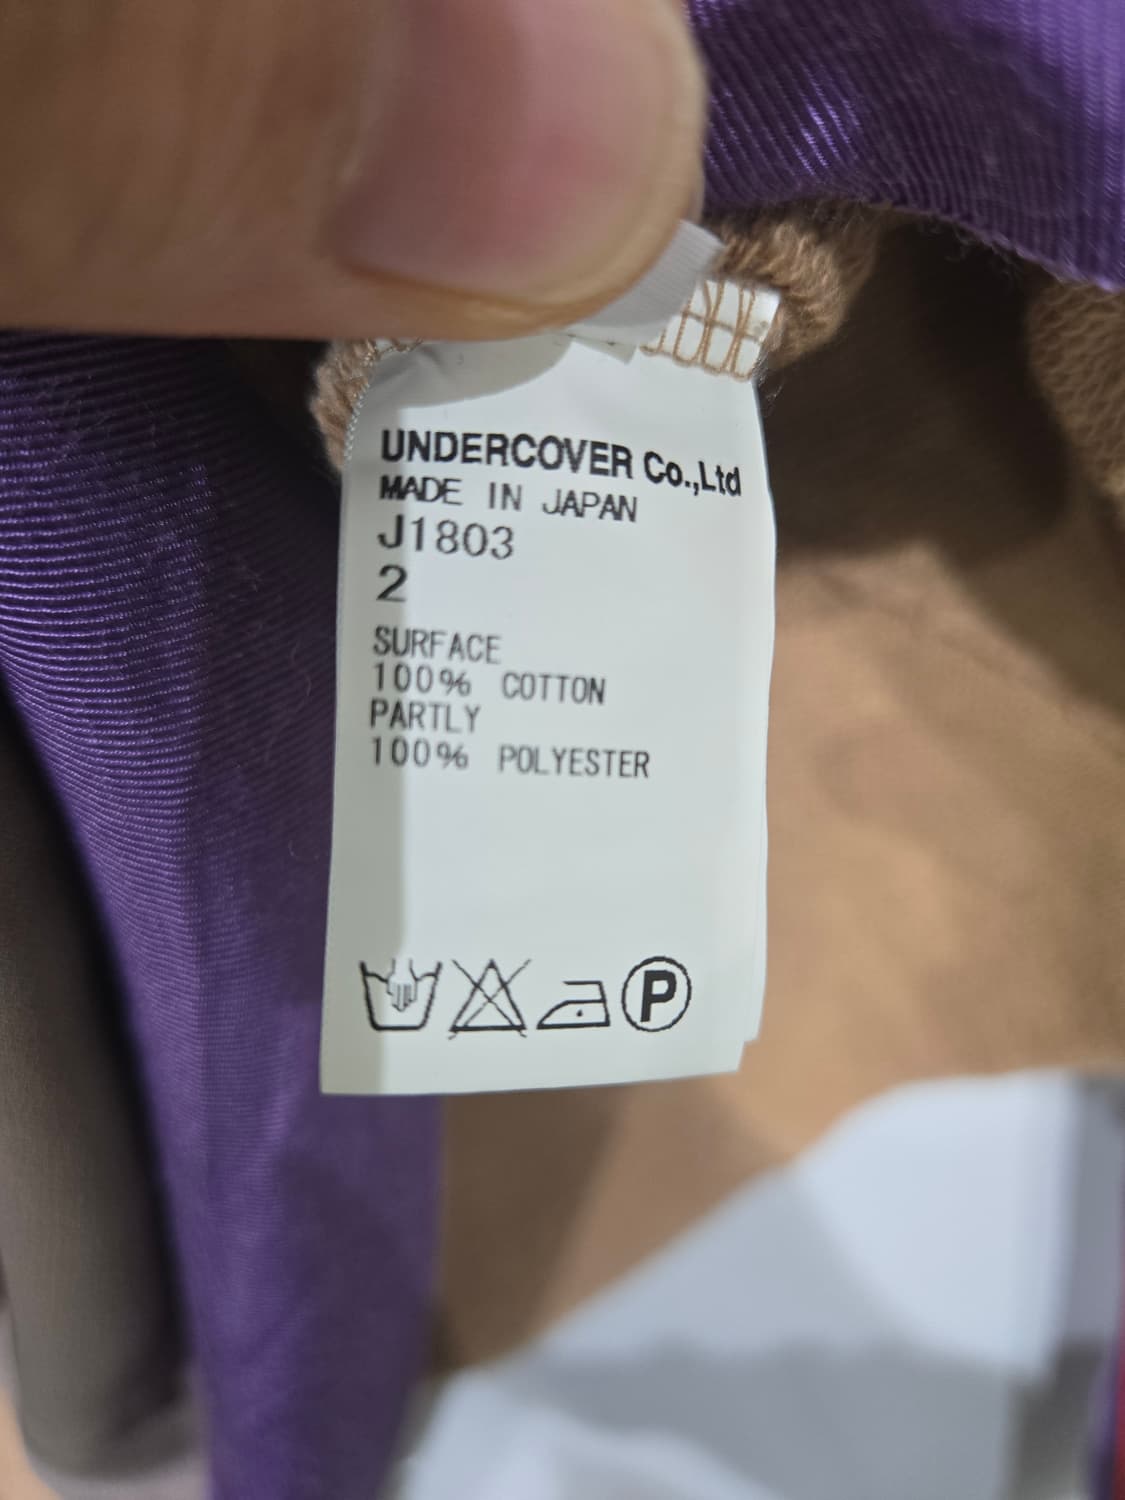 UNDERCOVER Co.,Ltd
MADE IN JAPAN
J1803
2
SURFACE
100% COTTON
PARTLY
100% POLYESTER
P